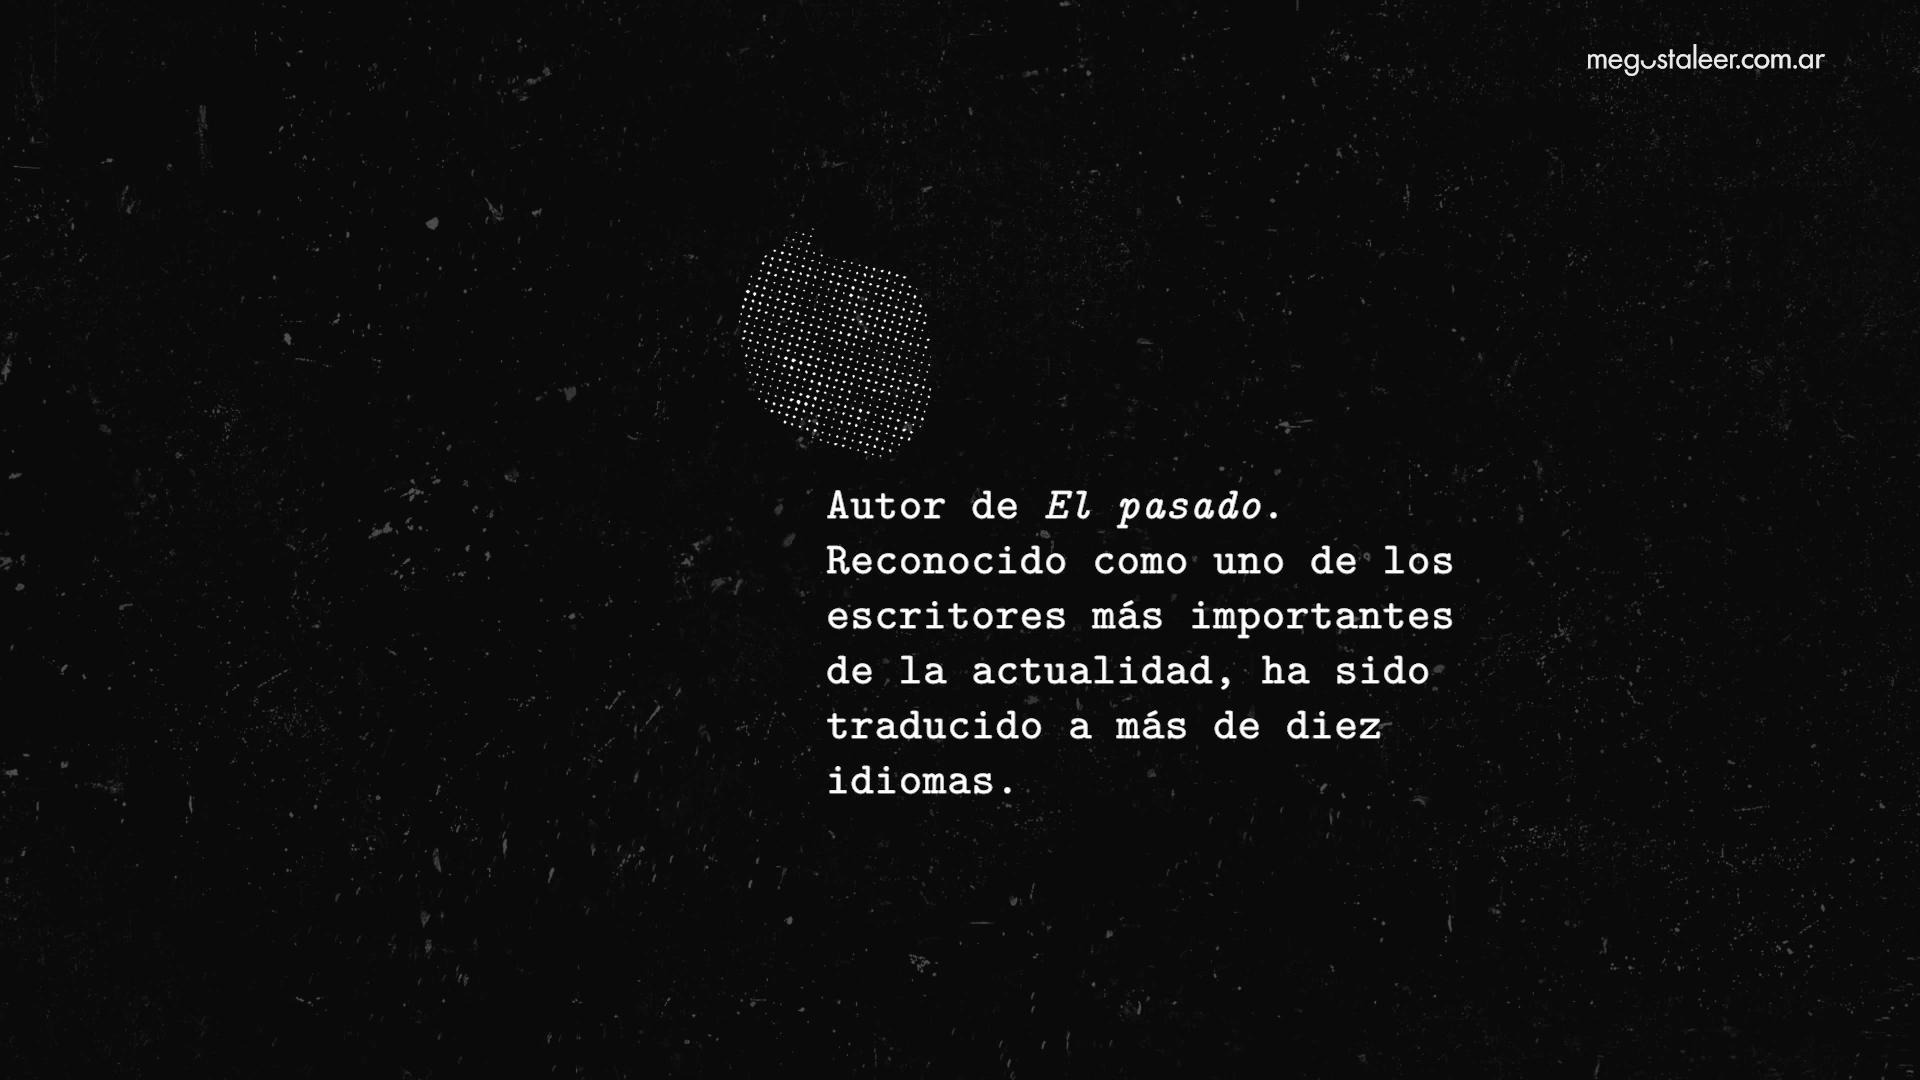 megustaleer.com.ar
Autor de El pasado.
Reconocido como uno de los
escritores más importantes
de la actualidad, ha sido
traducido a más de diez
idiomas.